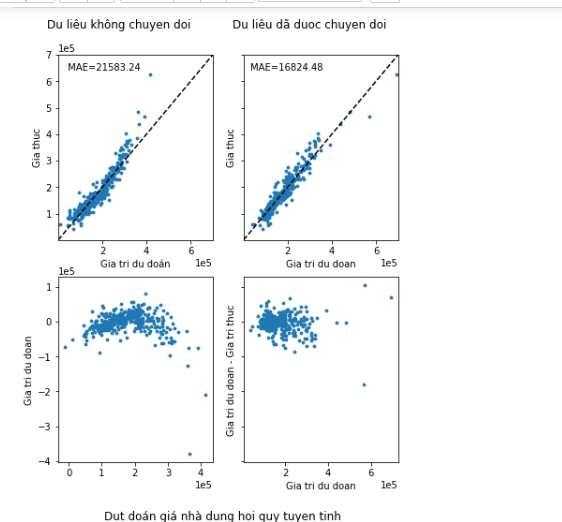 Du liêu không chuyen doi
Du liêu dã duoc chuyen doi
1e5
7
6
5
4
3
2
1
Gia thuc
MAE=21583.24
2 4 6
Gia tri du doán
1e5
Gia thuc
MAE=16824.48
2 4 6
Gia tri du doan
1e5
1e5
1
0
−1
−2
−3
−4
Gia tri du doan
0 1 2 3 4
1e5
Gia tri du doan - Gia tri thuc
2 4 6
Gia tri du doan
1e5
Dut doán giá nhà dung hoi quy tuyen tinh